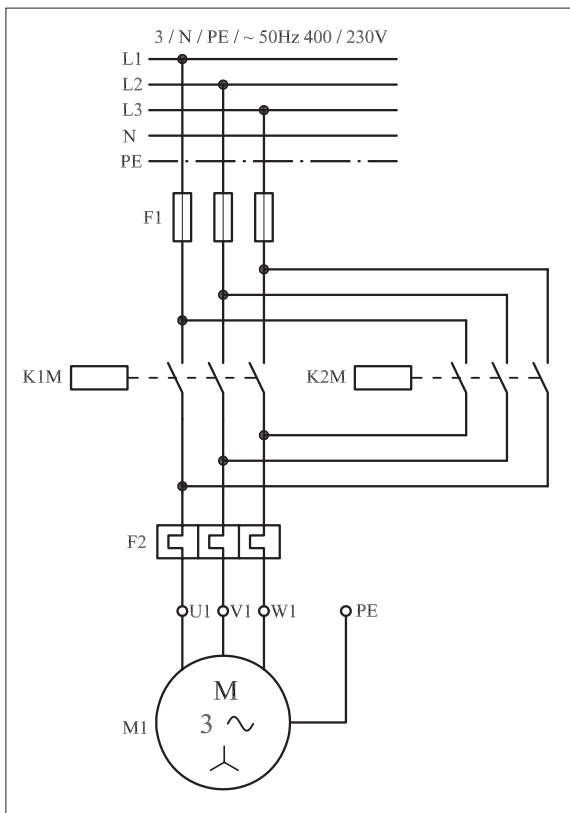 3 / N / PE / ~ 50Hz 400 / 230V
L1
L2
L3
N
PE
F1
K1M K2M
F2
U1 V1 W1 PE
M
M1 3